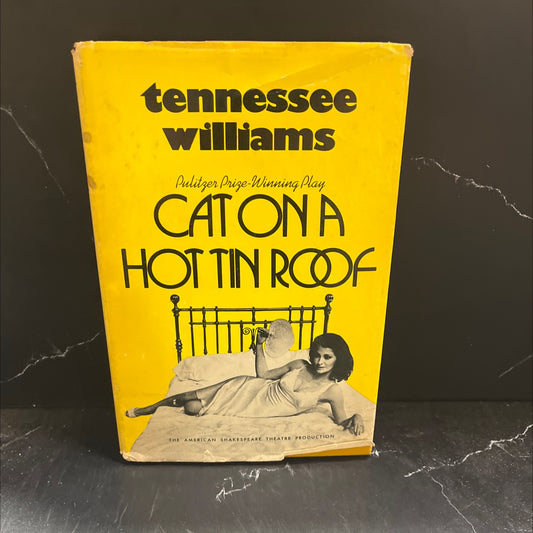 tennessee
williams
Pulitzer Prize-Winning Play
CAT ON A
HOT TIN ROOF
THE AMERICAN SHAKESPEARE THEATRE PRODUCTION